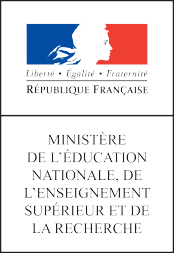 Liberté • Égalité • Fraternité
RÉPUBLIQUE FRANÇAISE
MINISTÈRE
DE L'ÉDUCATION
NATIONALE, DE
L'ENSEIGNEMENT
SUPÉRIEUR ET DE
LA RECHERCHE